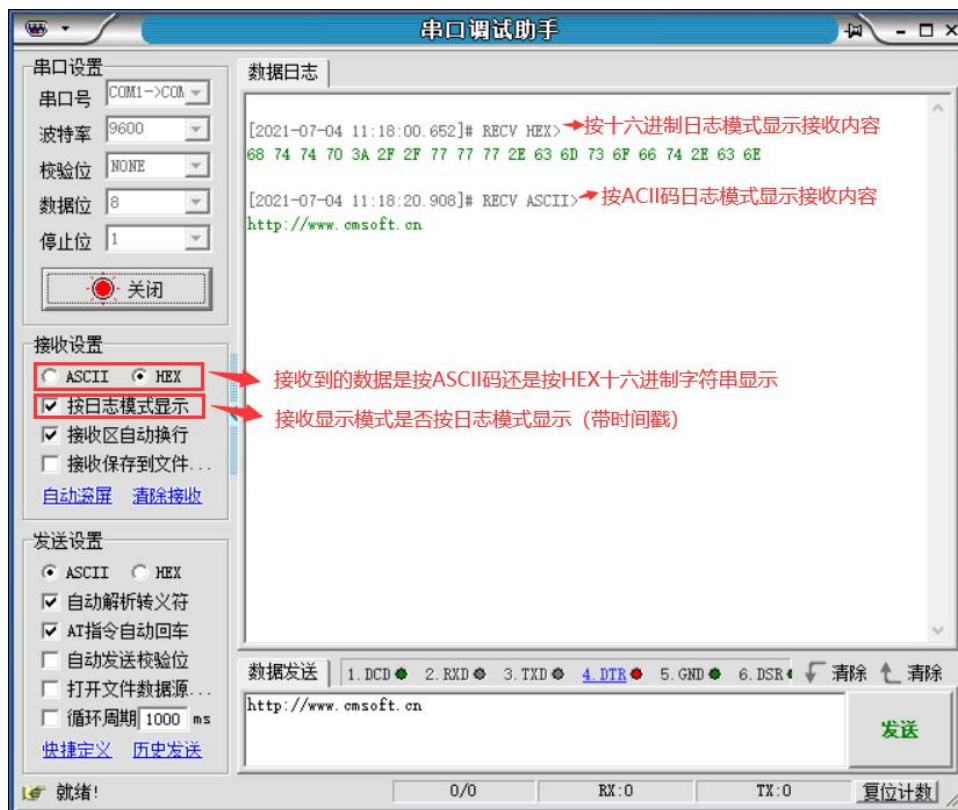 串口调试助手
串口设置
串口号 COM1->COM
波特率 9600
校验位 NONE
数据位 8
停止位 1
关闭
接收设置
ASCII HEX
按日志模式显示
接收区自动换行
接收保存到文件...
自动滚屏 清除接收
发送设置
ASCII HEX
自动解析转义符
AT指令自动回车
自动发送校验位
打开文件数据源...
循环周期 1000 ms
快捷定义 历史发送
数据日志
[2021-07-04 11:18:00.652]# RECV HEX> 按十六进制日志模式显示接收内容
68 74 74 70 3A 2F 2F 77 77 77 2E 63 6D 73 6F 66 74 2E 63 6E
[2021-07-04 11:18:20.908]# RECV ASCII> 按ACII码日志模式显示接收内容
http://www.cmsoft.cn
接收到的数据是按ASCII码还是按HEX十六进制字符串显示
接收显示模式是否按日志模式显示（带时间戳）
数据发送 1.DCD 2.RXD 3.TXD 4.DTR 5.GND 6.DSR 清除 清除
http://www.cmsoft.cn
发送
就绪! 0/0 RX:0 TX:0 复位计数